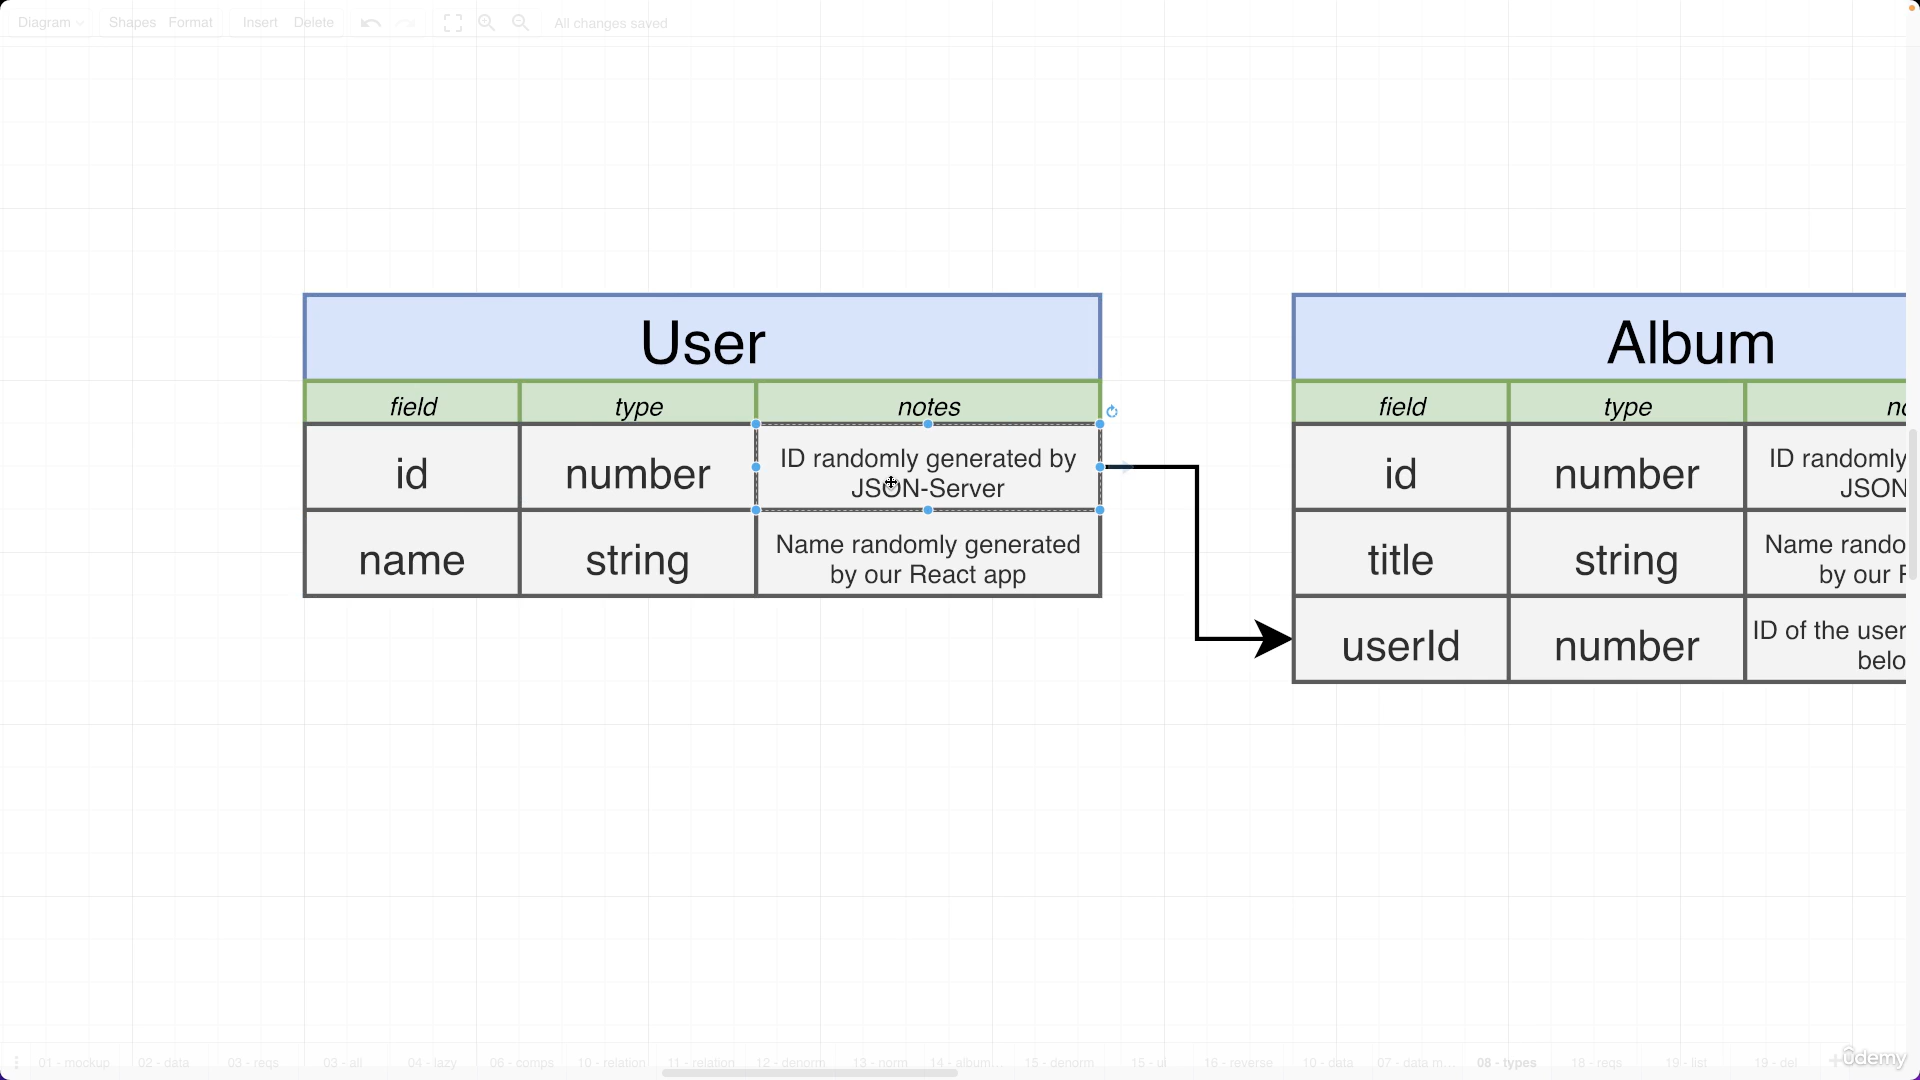 Diagram
Shapes
Format
Insert
Delete
All changes saved
User
field
type
notes
id
number
ID randomly generated by
JSON-Server
name
string
Name randomly generated
by our React app
Album
field
type
id
number
ID randomly
JSON
title
string
Name rando
by our
userId
number
ID of the user
belo
01 - mockup
02 - data
03 - reqs
03 - all
04 - lazy
06 - comps
10 - relation
11 - relation
12 - denorm
13 - norm
14 - album...
15 - denorm
15 - ui
16 - reverse
10 - data
07 - data m...
08 - types
18 - reqs
19 - list
19 - del
ûdemy